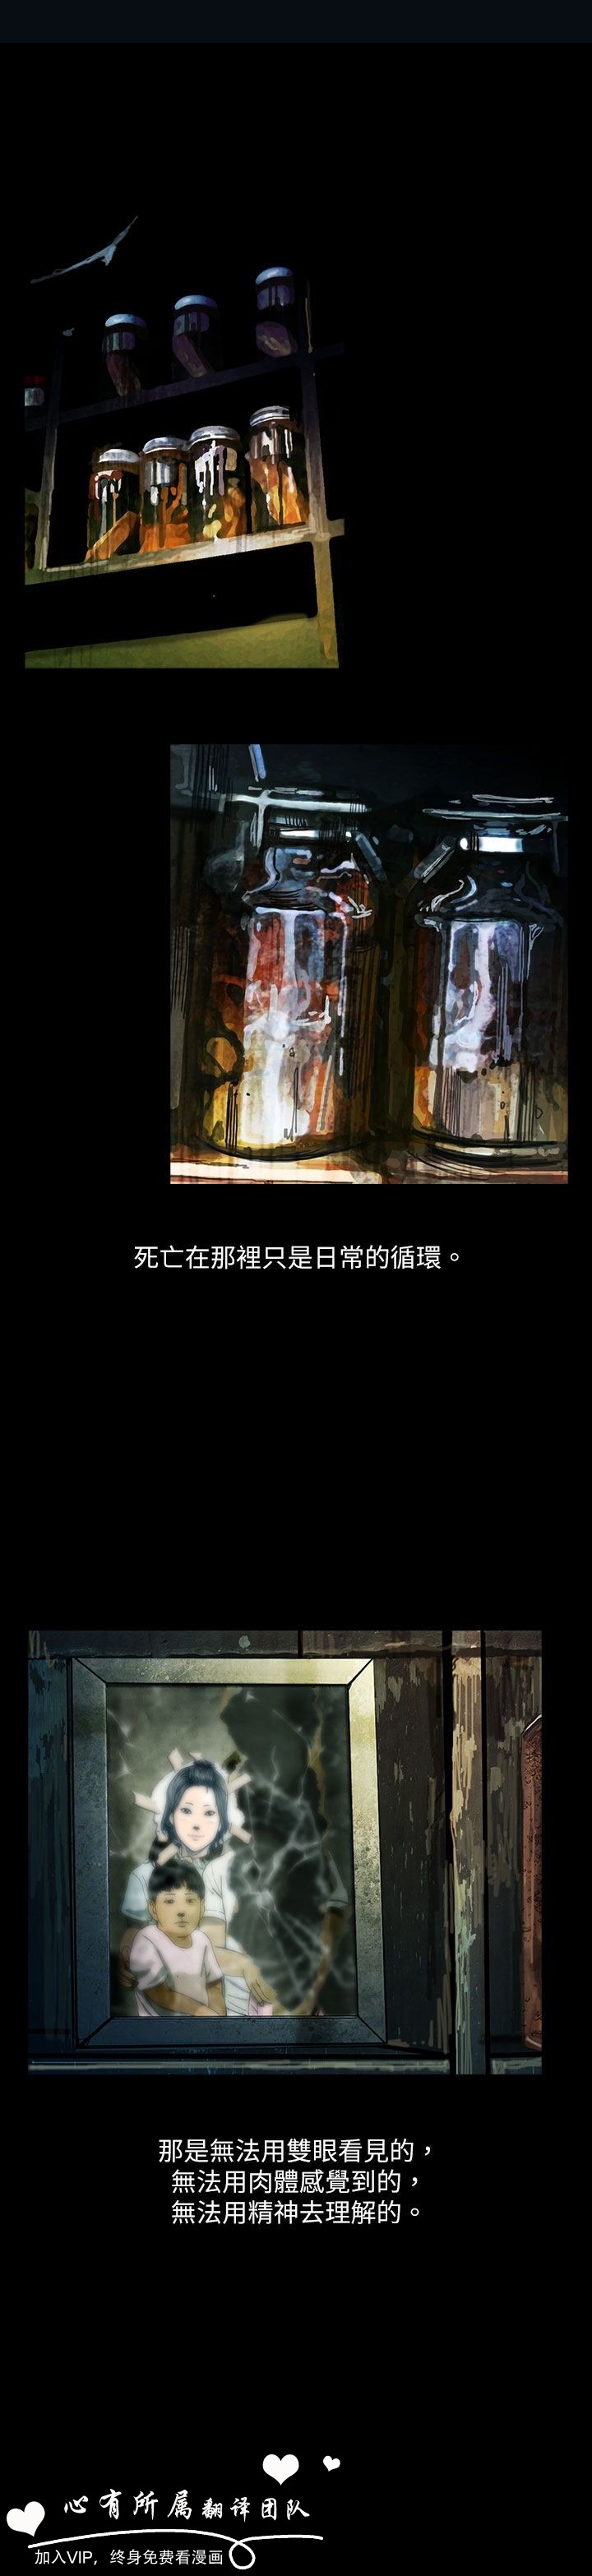 死亡在那裡只是日常的循環。
那是無法用雙眼看見的，
無法用肉體感覺到的，
無法用精神去理解的。
心有所属翻译团队
加入VIP，终身免费看漫画